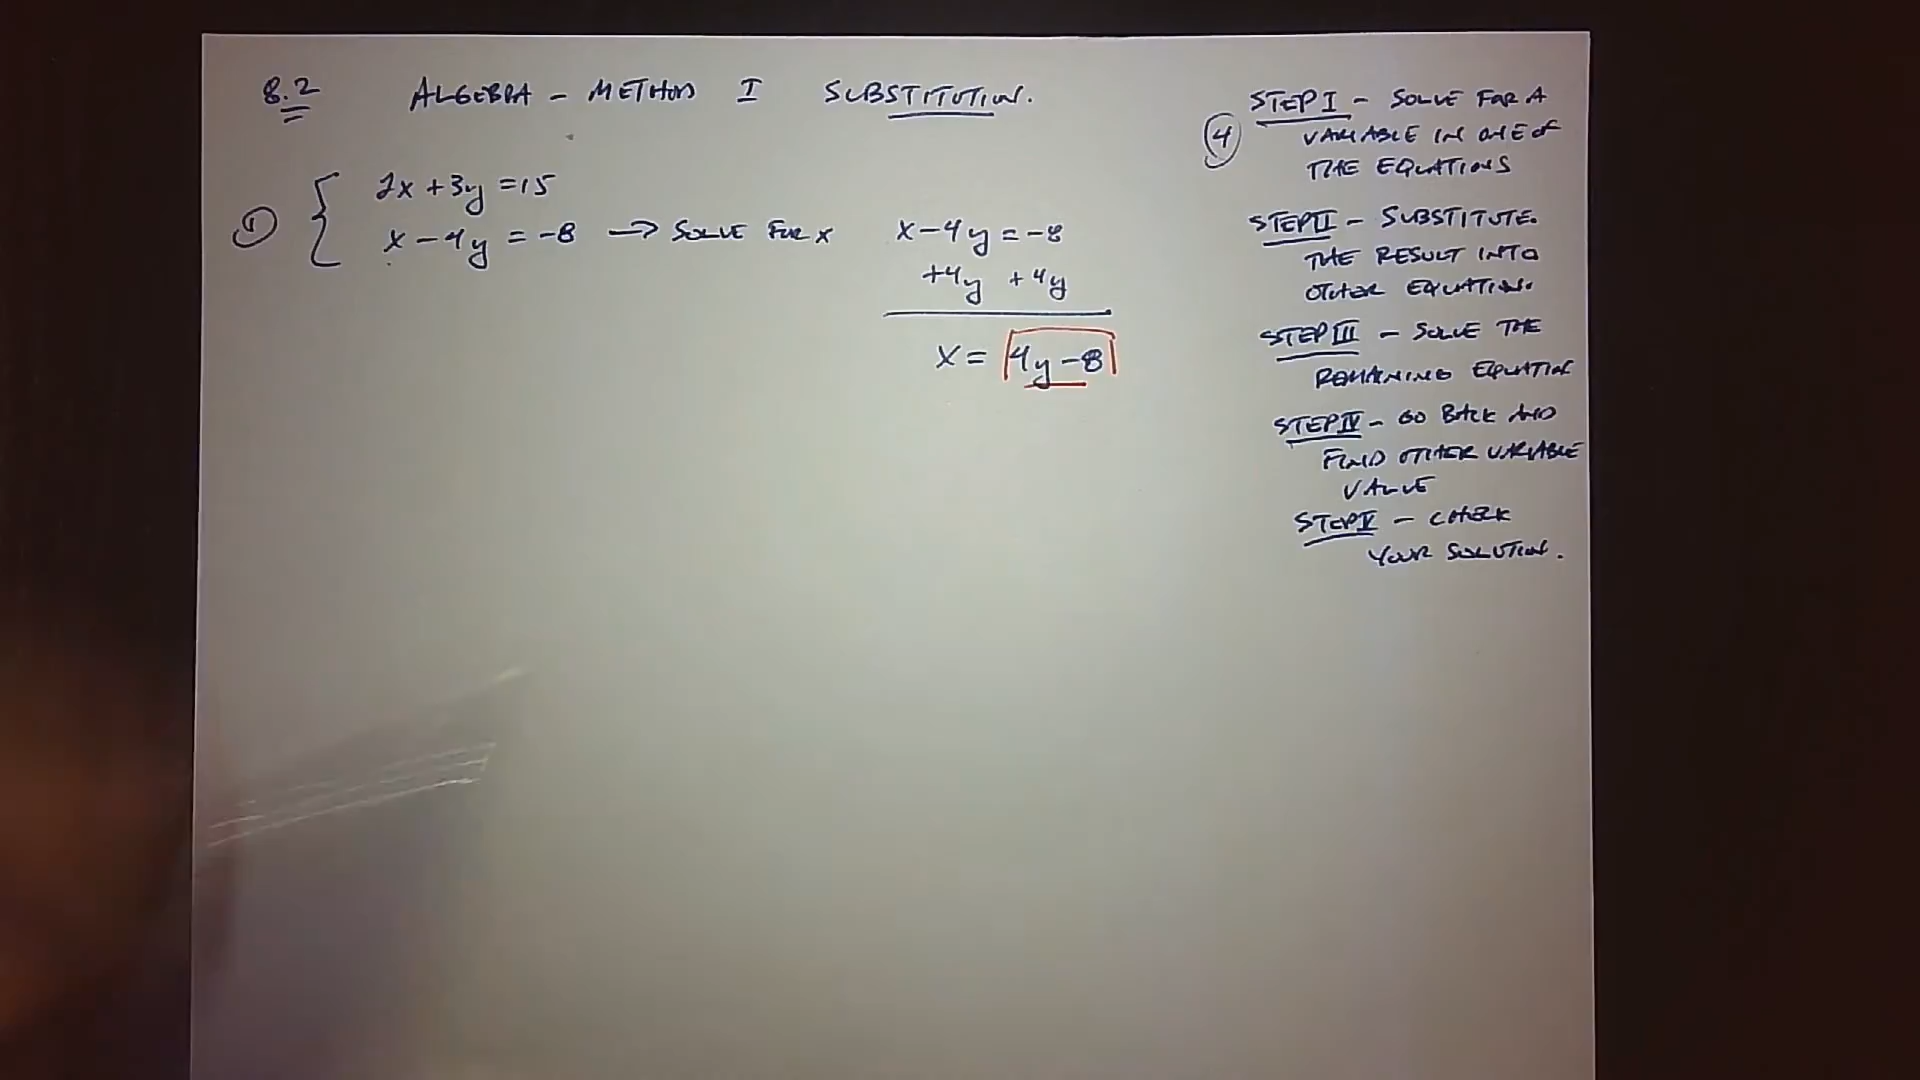 8.2 ALGEBRA - METHOD I SUBSTITUTION.
① { 2x + 3y = 15
x - 4y = -8 → SOLVE FOR x
x - 4y = -8
+4y +4y
x = 4y - 8
④
STEP I - SOLVE FOR A
VARIABLE IN ONE OF
THE EQUATIONS
STEP II - SUBSTITUTE
THE RESULT INTO
OTHER EQUATION.
STEP III - SOLVE THE
REMAINING EQUATION
STEP IV - GO BACK AND
FIND OTHER VARIABLE
VALUE
STEP V - CHECK
YOUR SOLUTION.